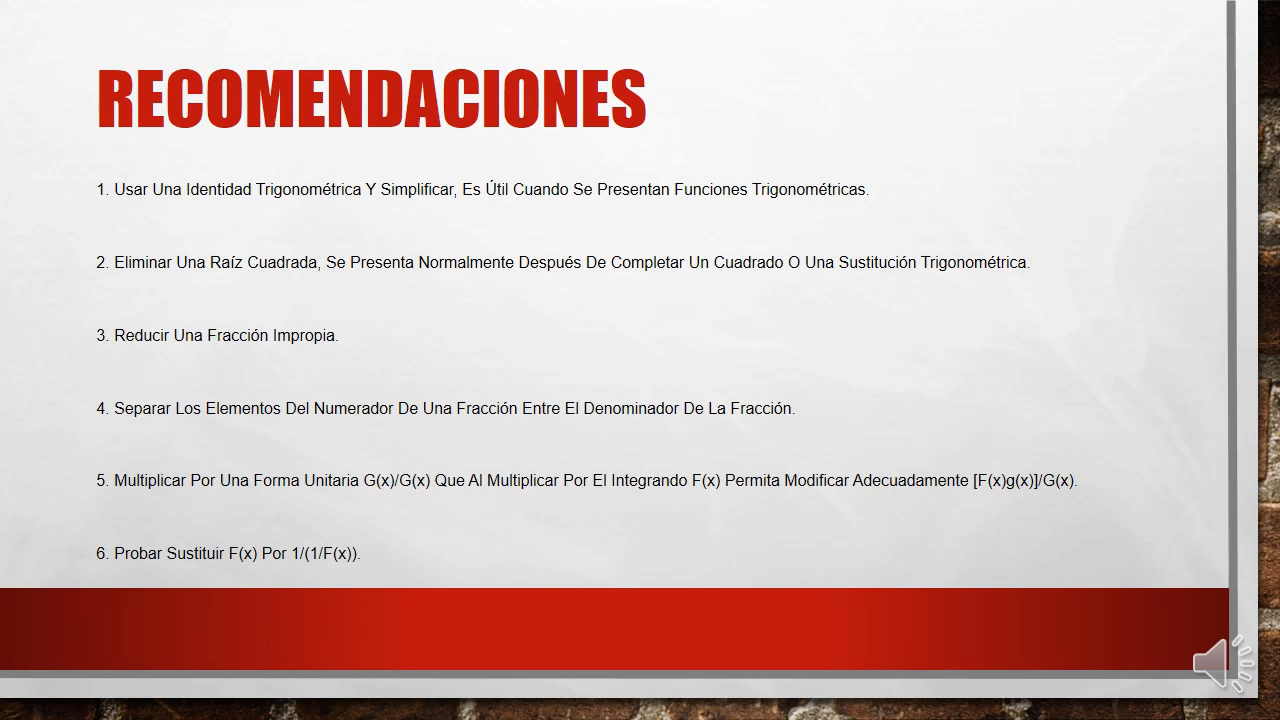 RECOMENDACIONES
1. Usar Una Identidad Trigonométrica Y Simplificar, Es Útil Cuando Se Presentan Funciones Trigonométricas.
2. Eliminar Una Raíz Cuadrada, Se Presenta Normalmente Después De Completar Un Cuadrado O Una Sustitución Trigonométrica.
3. Reducir Una Fracción Impropia.
4. Separar Los Elementos Del Numerador De Una Fracción Entre El Denominador De La Fracción.
5. Multiplicar Por Una Forma Unitaria G(x)/G(x) Que Al Multiplicar Por El Integrando F(x) Permita Modificar Adecuadamente [F(x)g(x)]/G(x).
6. Probar Sustituir F(x) Por 1/(1/F(x)).